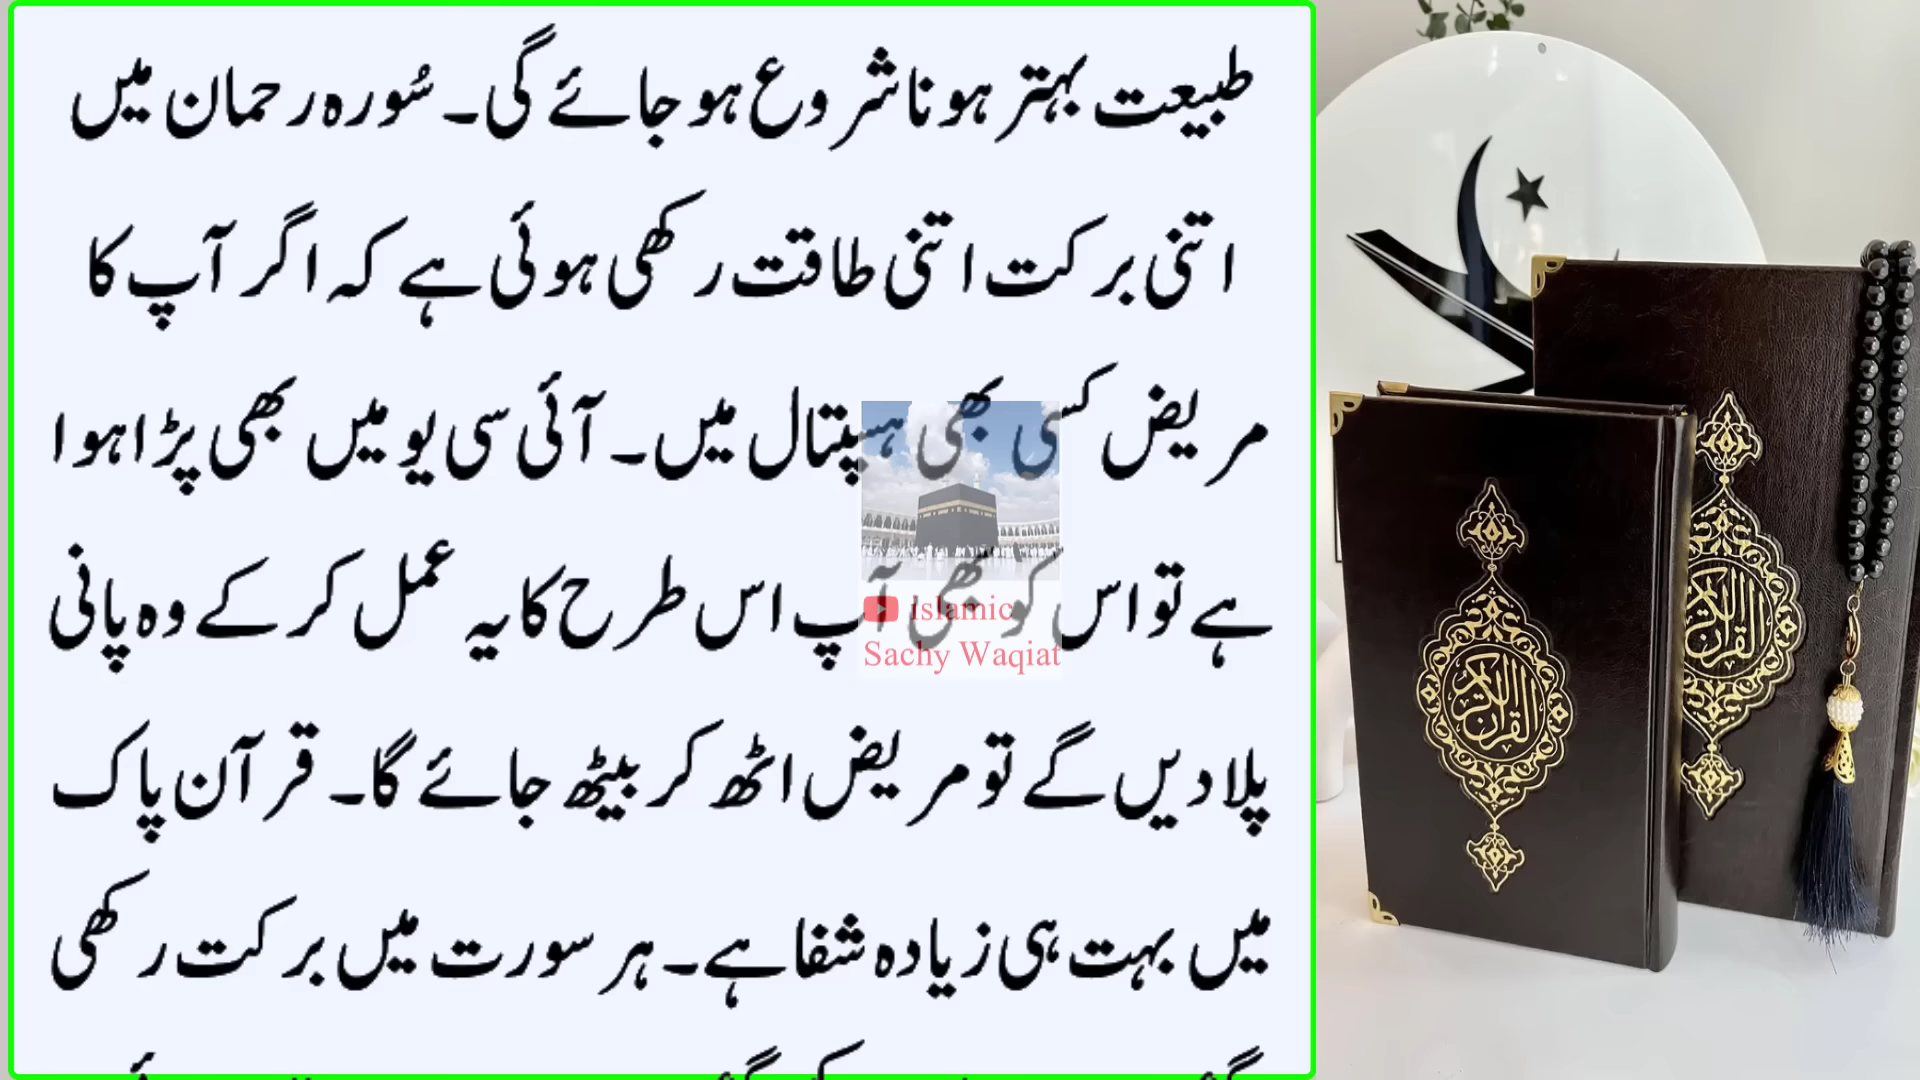 طبیعت بہتر ہونا شروع ہو جائے گی۔ سُورہ رحمان میں
اتنی برکت اتنی طاقت رکھی ہوئی ہے کہ اگر آپ کا
مریض کسی بھی ہسپتال میں۔ آئی سی یو میں بھی پڑا ہوا
ہے تو اس کو بھی آپ اس طرح کا یہ عمل کر کے وہ پانی
پلا دیں گے تو مریض اٹھ کر بیٹھ جائے گا۔ قرآن پاک
میں بہت ہی زیادہ شفا ہے۔ ہر سورت میں برکت رکھی
islamic
Sachy Waqiat
القرآن الكريم
القرآن الكريم